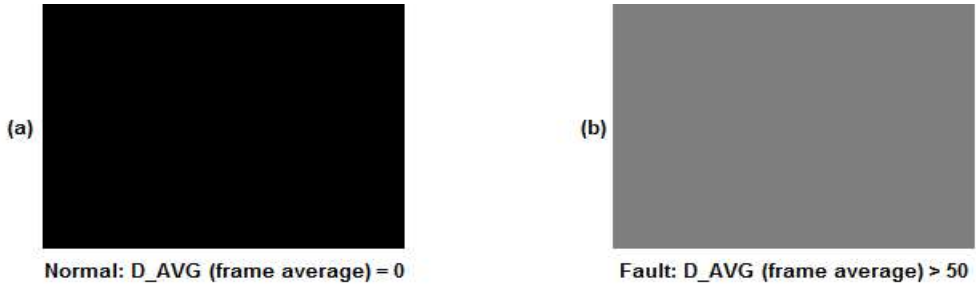 (a)
Normal: D_AVG (frame average) = 0
(b)
Fault: D_AVG (frame average) > 50